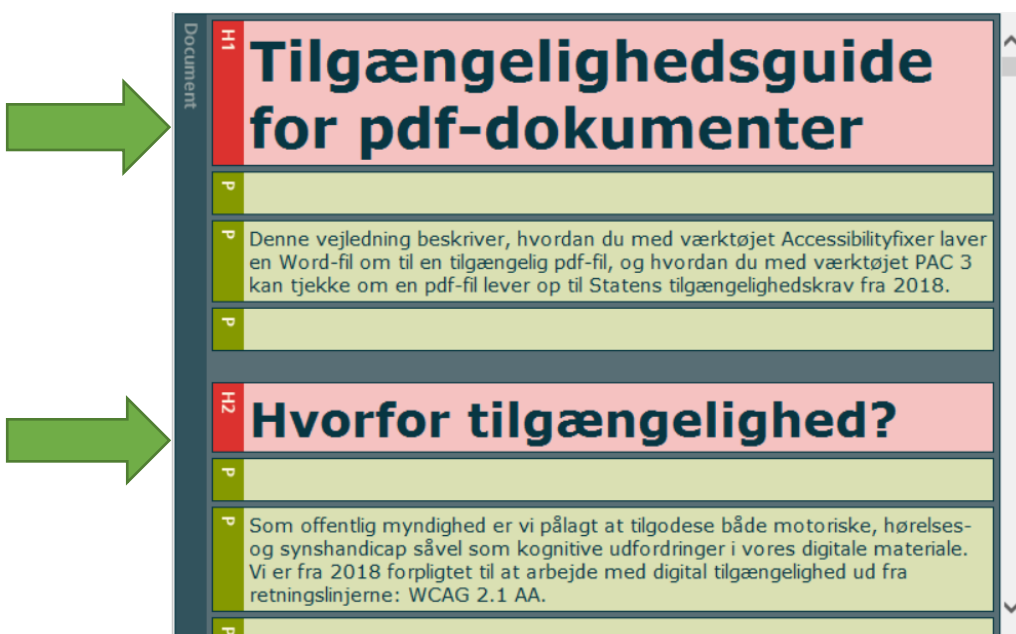 Document
H1
Tilgængelighedsguide
for pdf-dokumenter
P
P
Denne vejledning beskriver, hvordan du med værktøjet Accessibilityfixer laver
en Word-fil om til en tilgængelig pdf-fil, og hvordan du med værktøjet PAC 3
kan tjekke om en pdf-fil lever op til Statens tilgængelighedskrav fra 2018.
P
H2
Hvorfor tilgængelighed?
P
P
Som offentlig myndighed er vi pålagt at tilgodese både motoriske, hørelses-
og synshandicap såvel som kognitive udfordringer i vores digitale materiale.
Vi er fra 2018 forpligtet til at arbejde med digital tilgængelighed ud fra
retningslinjerne: WCAG 2.1 AA.
P